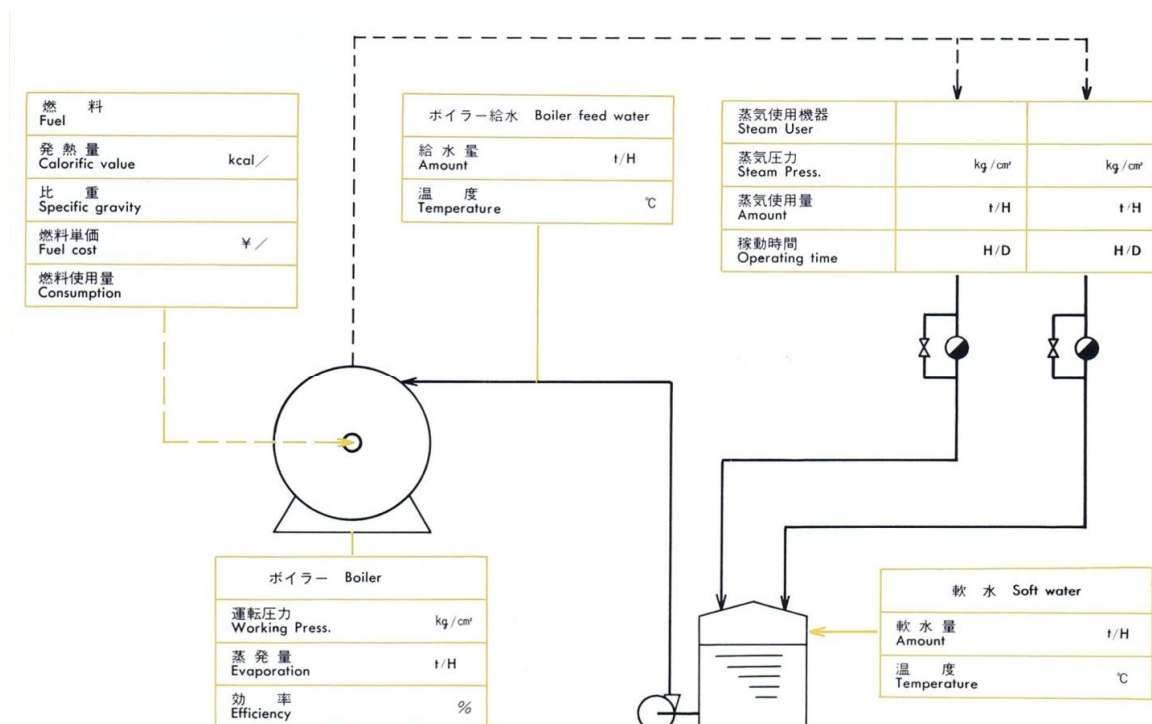 燃料
Fuel
発熱量
Calorific value
kcal/
比重
Specific gravity
燃料単価
Fuel cost
¥/
燃料使用量
Consumption
ボイラー給水 Boiler feed water
給水量
Amount
t/H
温度
Temperature
℃
蒸気使用機器
Steam User
蒸気圧力
Steam Press.
kg/cm²
kg/cm²
蒸気使用量
Amount
t/H
t/H
稼動時間
Operating time
H/D
H/D
ボイラー Boiler
運転圧力
Working Press.
kg/cm²
蒸発量
Evaporation
t/H
効率
Efficiency
%
軟水 Soft water
軟水量
Amount
t/H
温度
Temperature
℃